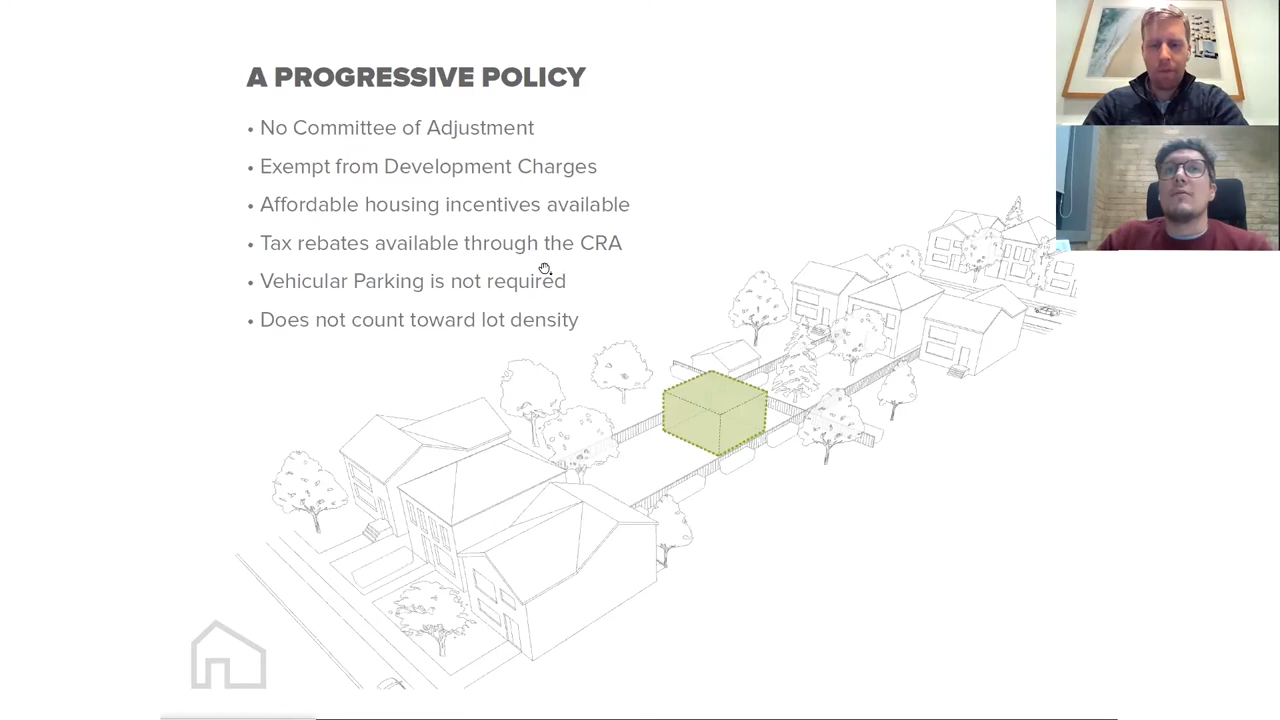 A PROGRESSIVE POLICY
• No Committee of Adjustment
• Exempt from Development Charges
• Affordable housing incentives available
• Tax rebates available through the CRA
• Vehicular Parking is not required
• Does not count toward lot density